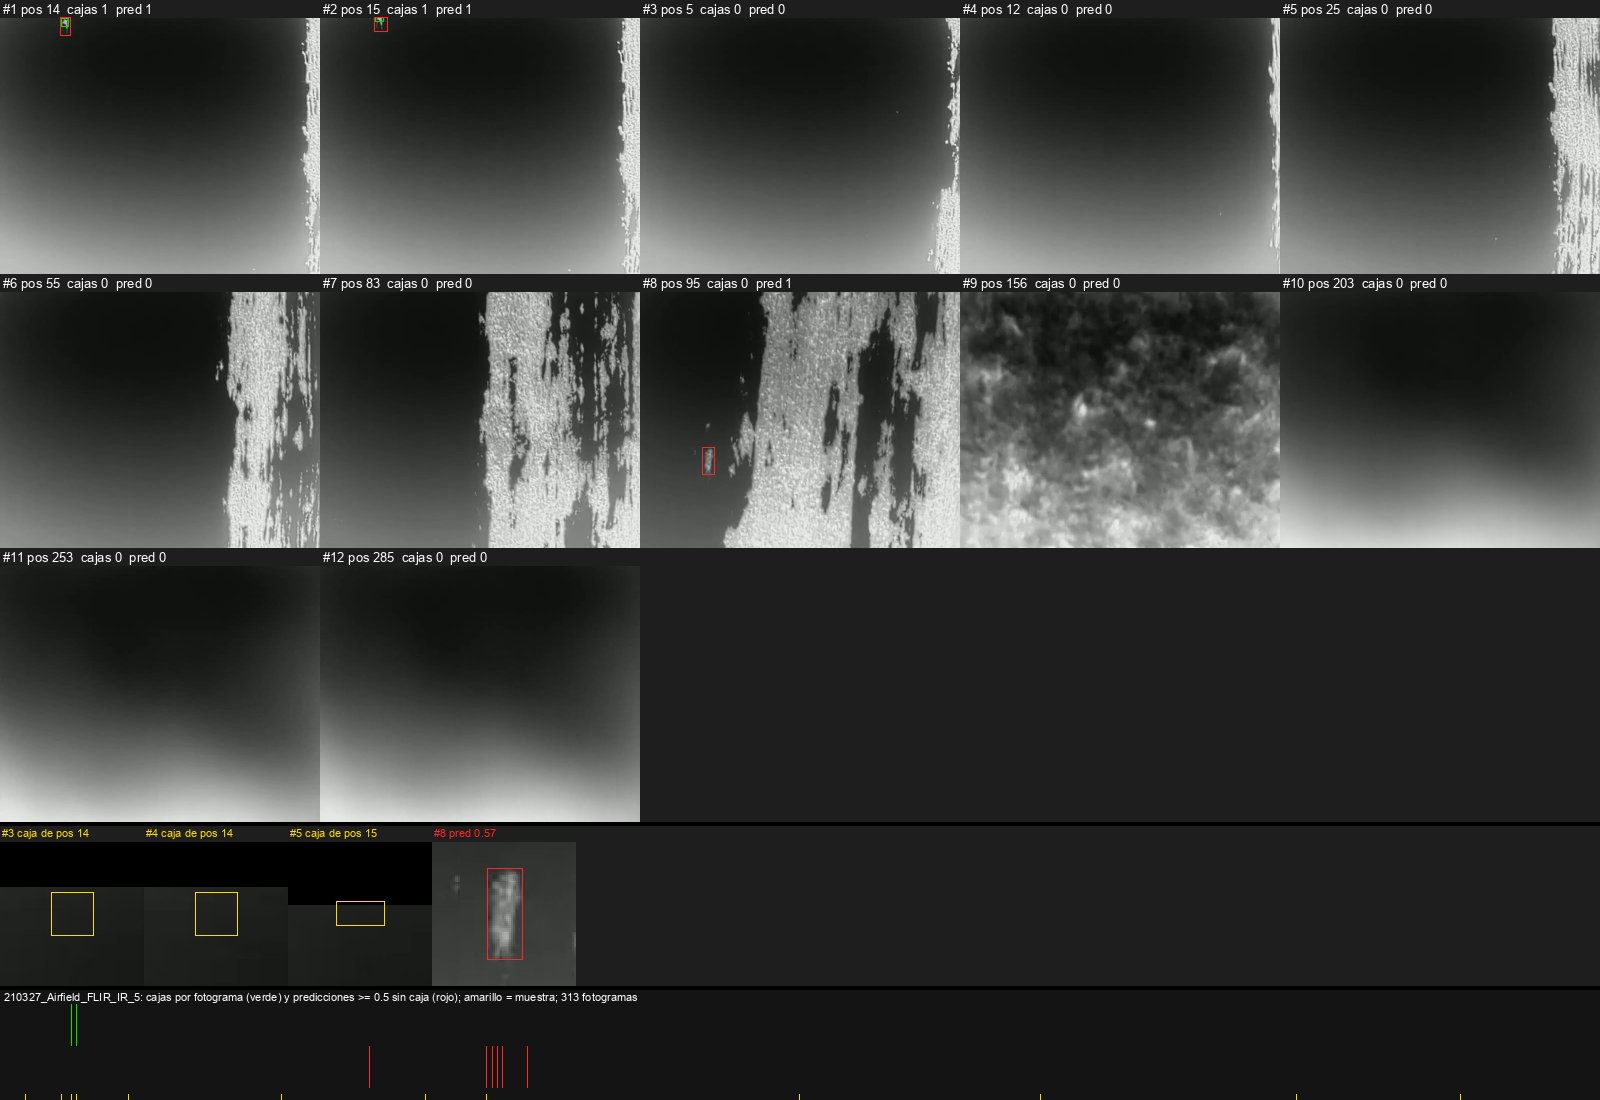 #1 pos 14  cajas 1  pred 1
#2 pos 15  cajas 1  pred 1
#3 pos 5  cajas 0  pred 0
#4 pos 12  cajas 0  pred 0
#5 pos 25  cajas 0  pred 0
#6 pos 55  cajas 0  pred 0
#7 pos 83  cajas 0  pred 0
#8 pos 95  cajas 0  pred 1
#9 pos 156  cajas 0  pred 0
#10 pos 203  cajas 0  pred 0
#11 pos 253  cajas 0  pred 0
#12 pos 285  cajas 0  pred 0
#3 caja de pos 14
#4 caja de pos 14
#5 caja de pos 15
#8 pred 0.57
210327_Airfield_FLIR_IR_5: cajas por fotograma (verde) y predicciones >= 0.5 sin caja (rojo); amarillo = muestra; 313 fotogramas